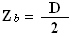 Z_b = D/2